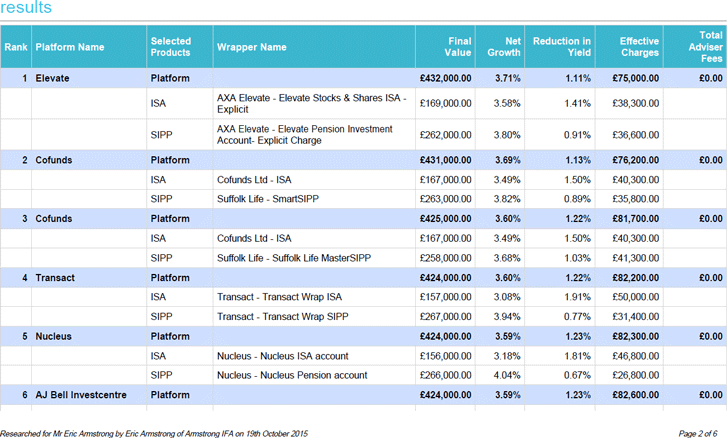 results
Rank Platform Name Selected Products Wrapper Name Final Value Net Growth Reduction in Yield Effective Charges Total Adviser Fees
1 Elevate Platform £432,000.00 3.71% 1.11% £75,000.00 £0.00
ISA AXA Elevate - Elevate Stocks & Shares ISA - Explicit £169,000.00 3.58% 1.41% £38,300.00
SIPP AXA Elevate - Elevate Pension Investment Account- Explicit Charge £262,000.00 3.80% 0.91% £36,600.00
2 Cofunds Platform £431,000.00 3.69% 1.13% £76,200.00 £0.00
ISA Cofunds Ltd - ISA £167,000.00 3.49% 1.50% £40,300.00
SIPP Suffolk Life - SmartSIPP £263,000.00 3.82% 0.89% £35,800.00
3 Cofunds Platform £425,000.00 3.60% 1.22% £81,700.00 £0.00
ISA Cofunds Ltd - ISA £167,000.00 3.49% 1.50% £40,300.00
SIPP Suffolk Life - Suffolk Life MasterSIPP £258,000.00 3.68% 1.03% £41,300.00
4 Transact Platform £424,000.00 3.60% 1.22% £82,200.00 £0.00
ISA Transact - Transact Wrap ISA £157,000.00 3.08% 1.91% £50,000.00
SIPP Transact - Transact Wrap SIPP £267,000.00 3.94% 0.77% £31,400.00
5 Nucleus Platform £424,000.00 3.59% 1.23% £82,300.00 £0.00
ISA Nucleus - Nucleus ISA account £156,000.00 3.18% 1.81% £46,800.00
SIPP Nucleus - Nucleus Pension account £266,000.00 4.04% 0.67% £26,800.00
6 AJ Bell Investcentre Platform £424,000.00 3.59% 1.23% £82,600.00 £0.00
Researched for Mr Eric Armstrong by Eric Armstrong of Armstrong IFA on 19th October 2015 Page 2 of 6